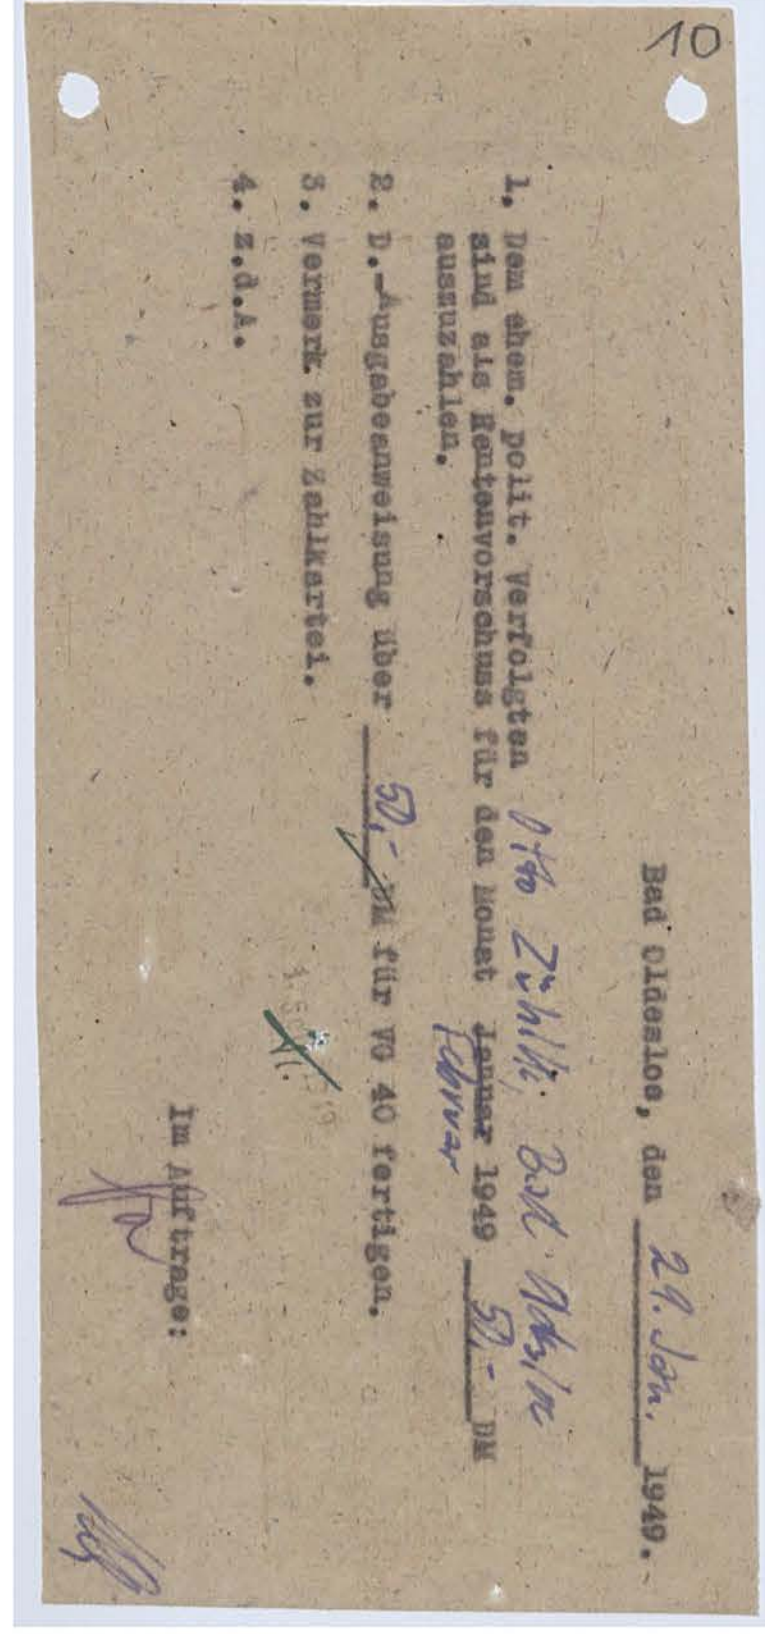 10
Bad Oldesloe, den 29. Jan. 1949.
1. Dem ehem. polit. Verfolgten Otto Zühlke, Bad Oldesloe
sind als Rentenvorschuss für den Monat Januar 1949 50,- DM
Februar
auszuzahlen.
2. D.-Ausgabeanweisung über 50,- DM für VG 40 fertigen.
3. Vermerk zur Zahlkartei.
4. z.d.A.
Im Auftrage: